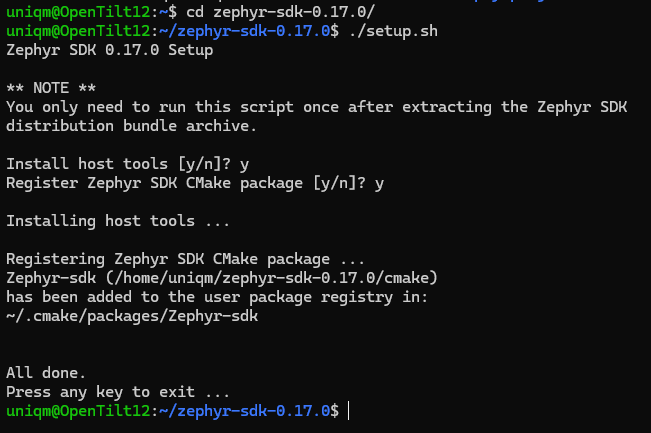 uniqm@OpenTilt12:~$ cd zephyr-sdk-0.17.0/
uniqm@OpenTilt12:~/zephyr-sdk-0.17.0$ ./setup.sh
Zephyr SDK 0.17.0 Setup

** NOTE **
You only need to run this script once after extracting the Zephyr SDK
distribution bundle archive.

Install host tools [y/n]? y
Register Zephyr SDK CMake package [y/n]? y

Installing host tools ...

Registering Zephyr SDK CMake package ...
Zephyr-sdk (/home/uniqm/zephyr-sdk-0.17.0/cmake)
has been added to the user package registry in:
~/.cmake/packages/Zephyr-sdk


All done.
Press any key to exit ...
uniqm@OpenTilt12:~/zephyr-sdk-0.17.0$